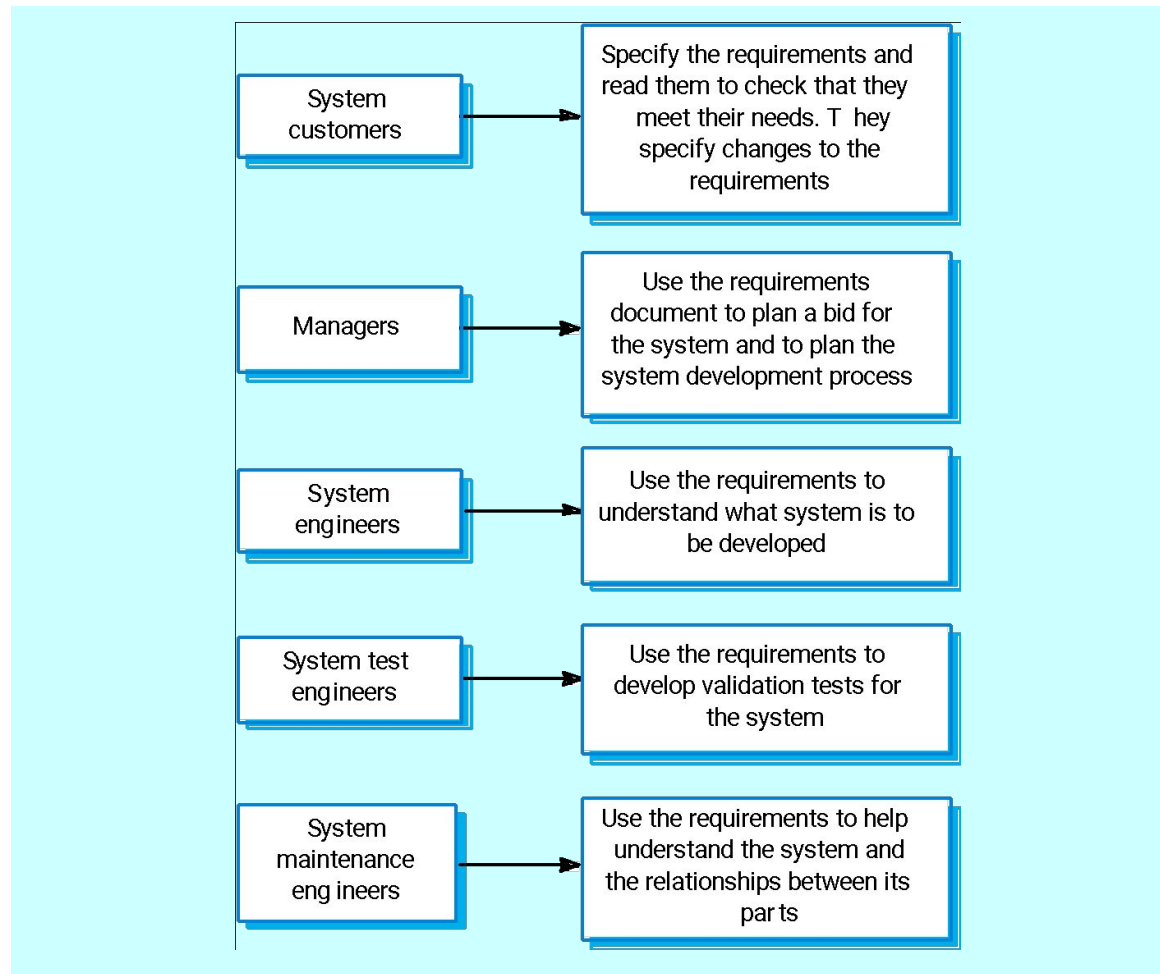 System
customers
Specify the requirements and
read them to check that they
meet their needs. T hey
specify changes to the
requirements
Managers
Use the requirements
document to plan a bid for
the system and to plan the
system development process
System
engineers
Use the requirements to
understand what system is to
be developed
System test
engineers
Use the requirements to
develop validation tests for
the system
System
maintenance
eng ineers
Use the requirements to help
understand the system and
the relationships between its
par ts